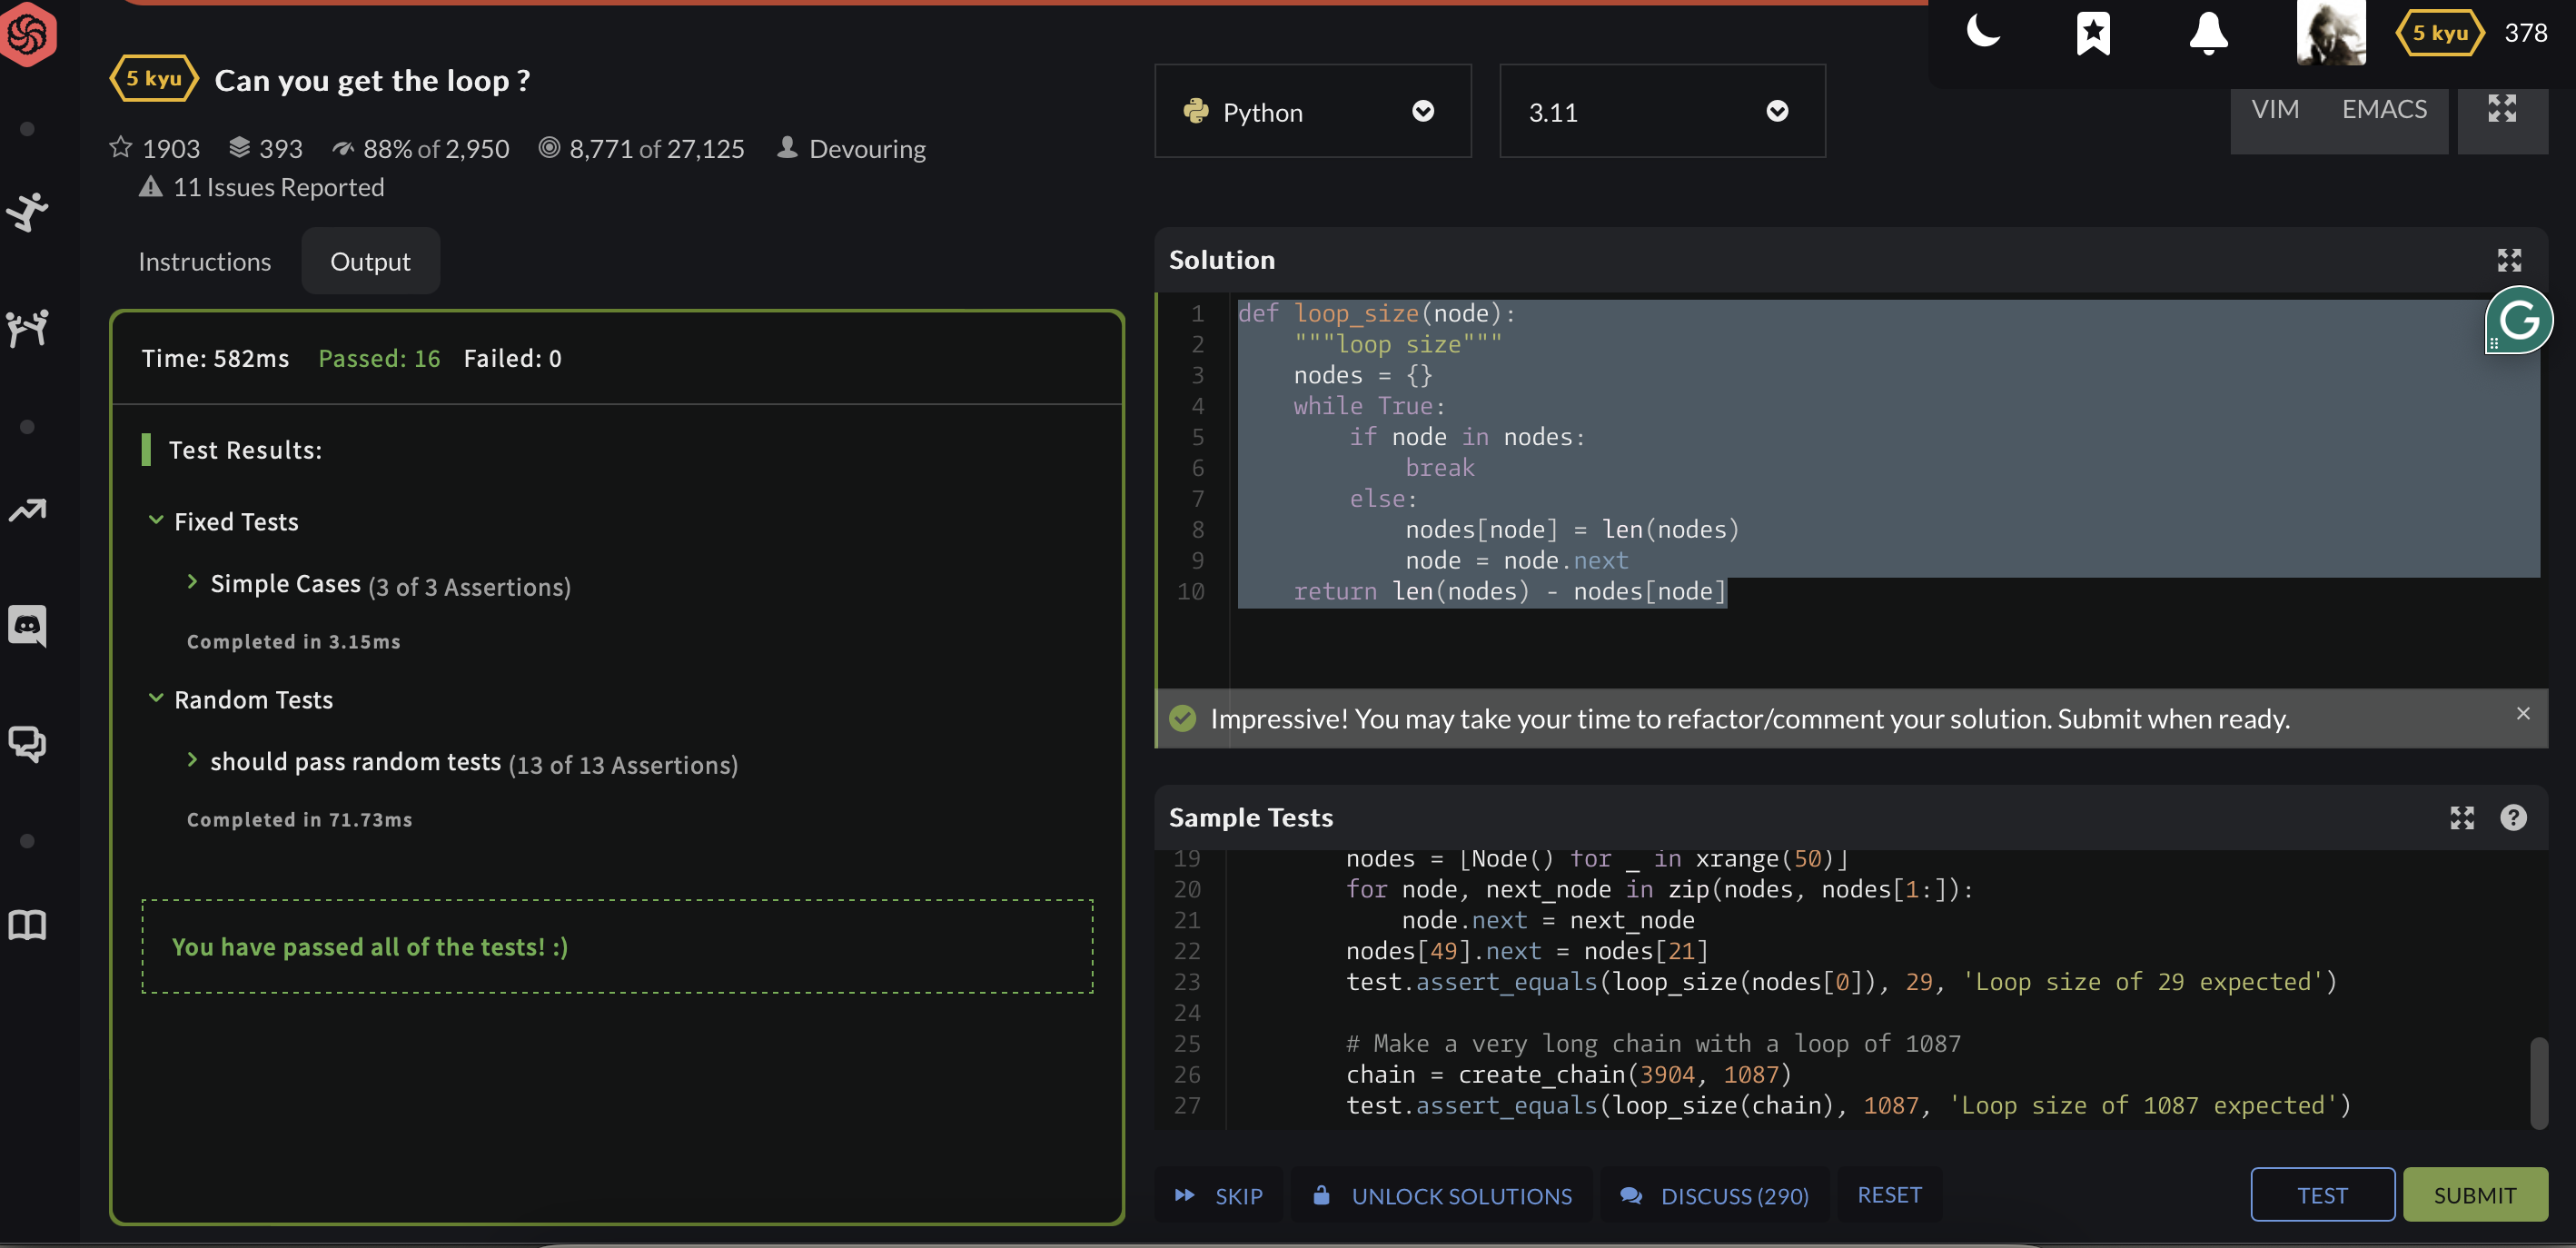 5 kyu 378
5 kyu Can you get the loop ?
1903 393 88% of 2,950 8,771 of 27,125 Devouring
11 Issues Reported
Instructions Output
Time: 582ms Passed: 16 Failed: 0
Test Results:
Fixed Tests
Simple Cases (3 of 3 Assertions)
Completed in 3.15ms
Random Tests
should pass random tests (13 of 13 Assertions)
Completed in 71.73ms
You have passed all of the tests! :)
Python 3.11 VIM EMACS
Solution
1 def loop_size(node):
2     """loop size"""
3     nodes = {}
4     while True:
5         if node in nodes:
6             break
7         else:
8             nodes[node] = len(nodes)
9             node = node.next
10     return len(nodes) - nodes[node]
Impressive! You may take your time to refactor/comment your solution. Submit when ready.
Sample Tests
19 nodes = [Node() for _ in xrange(50)]
20 for node, next_node in zip(nodes, nodes[1:]):
21     node.next = next_node
22 nodes[49].next = nodes[21]
23 test.assert_equals(loop_size(nodes[0]), 29, 'Loop size of 29 expected')
24
25 # Make a very long chain with a loop of 1087
26 chain = create_chain(3904, 1087)
27 test.assert_equals(loop_size(chain), 1087, 'Loop size of 1087 expected')
SKIP UNLOCK SOLUTIONS DISCUSS (290) RESET TEST SUBMIT